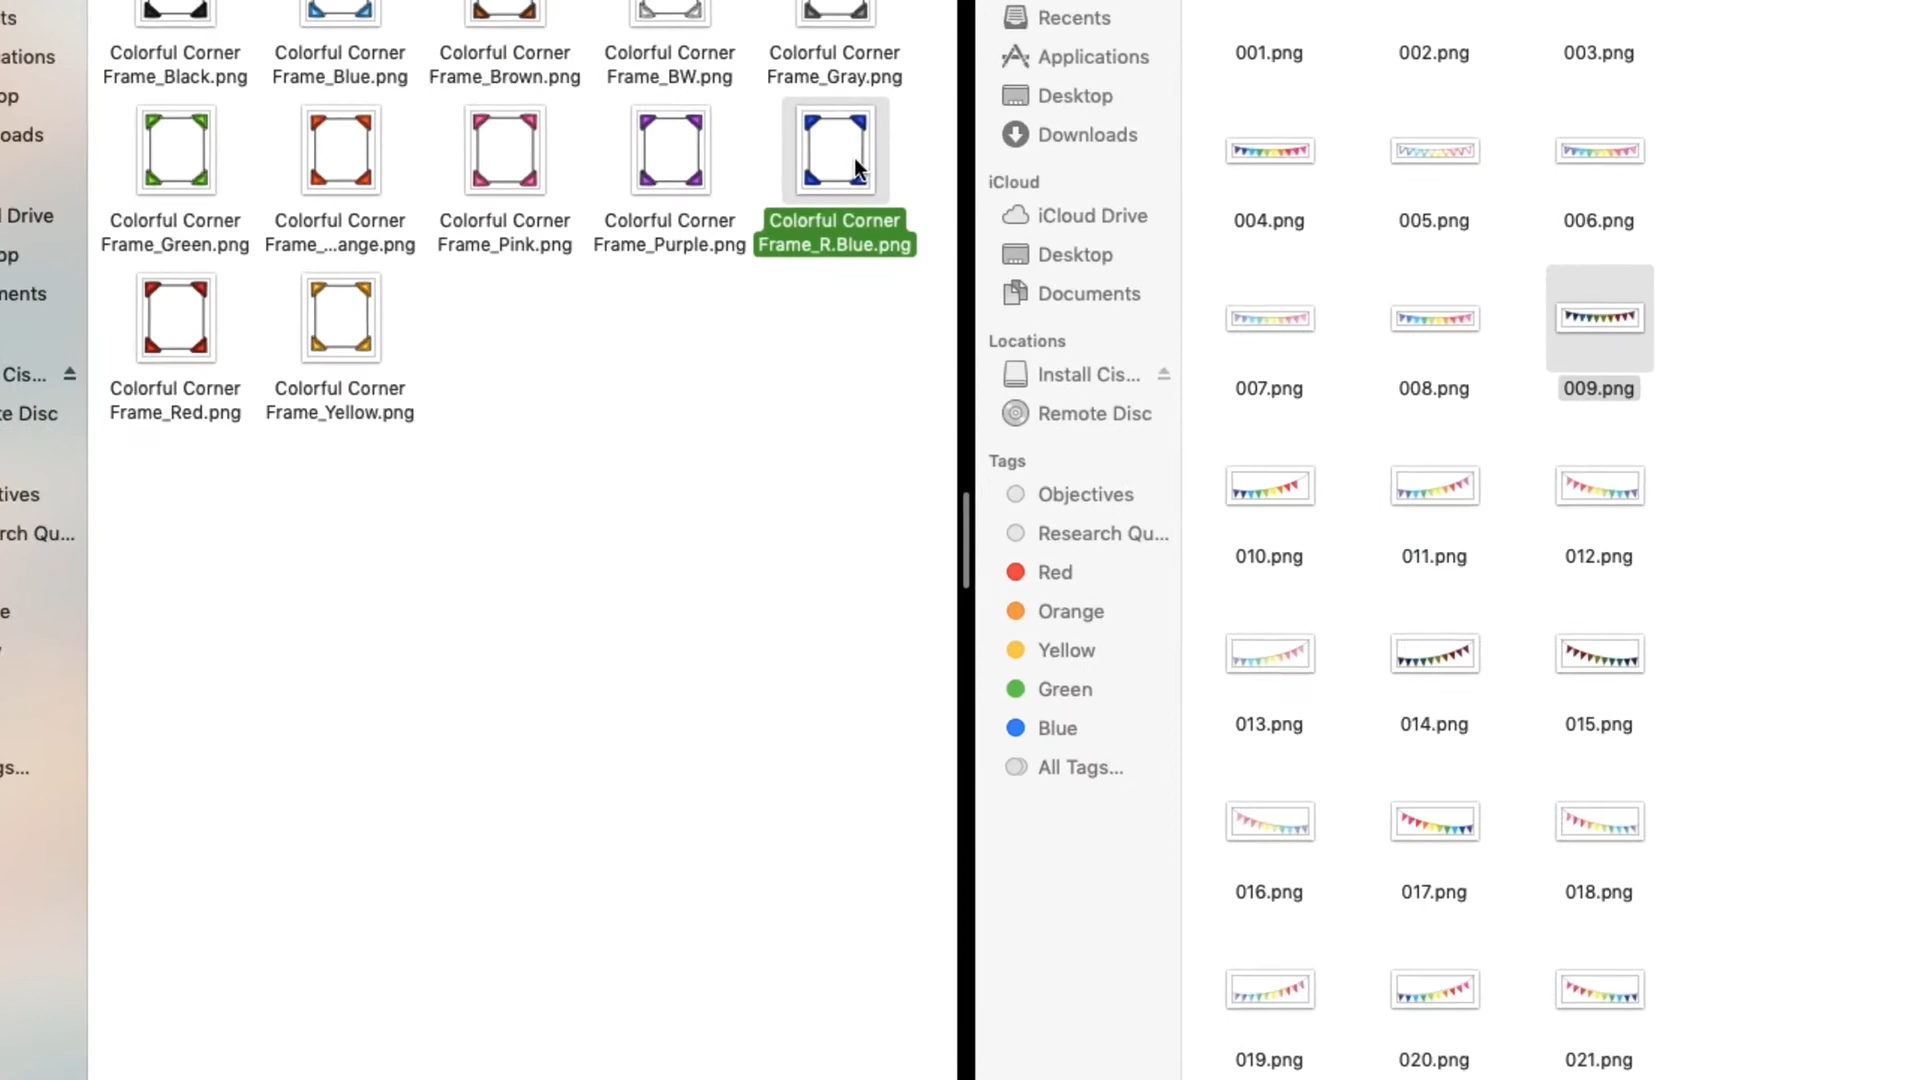 ts
ations
op
oads
l Drive
op
nents
Cis...
te Disc
tives
rch Qu...
e
gs...
Colorful Corner
Frame_Black.png
Colorful Corner
Frame_Blue.png
Colorful Corner
Frame_Brown.png
Colorful Corner
Frame_BW.png
Colorful Corner
Frame_Gray.png
Colorful Corner
Frame_Green.png
Colorful Corner
Frame_...ange.png
Colorful Corner
Frame_Pink.png
Colorful Corner
Frame_Purple.png
Colorful Corner
Frame_R.Blue.png
Colorful Corner
Frame_Red.png
Colorful Corner
Frame_Yellow.png
Recents
Applications
Desktop
Downloads
iCloud
iCloud Drive
Desktop
Documents
Locations
Install Cis...
Remote Disc
Tags
Objectives
Research Qu...
Red
Orange
Yellow
Green
Blue
All Tags...
001.png
002.png
003.png
004.png
005.png
006.png
007.png
008.png
009.png
010.png
011.png
012.png
013.png
014.png
015.png
016.png
017.png
018.png
019.png
020.png
021.png